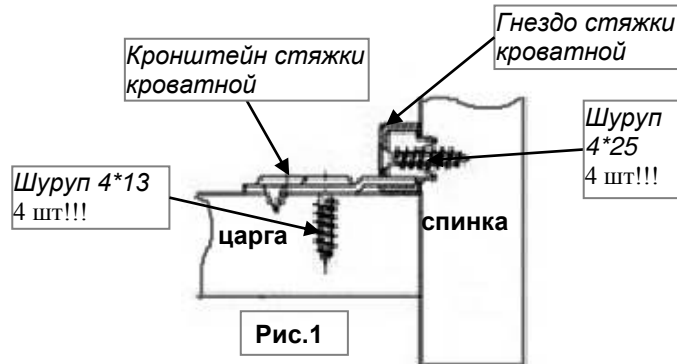 Гнездо стяжки
кроватной
Кронштейн стяжки
кроватной
Шуруп
4*25
4 шт!!!
Шуруп 4*13
4 шт!!!
царга
спинка
Рис.1